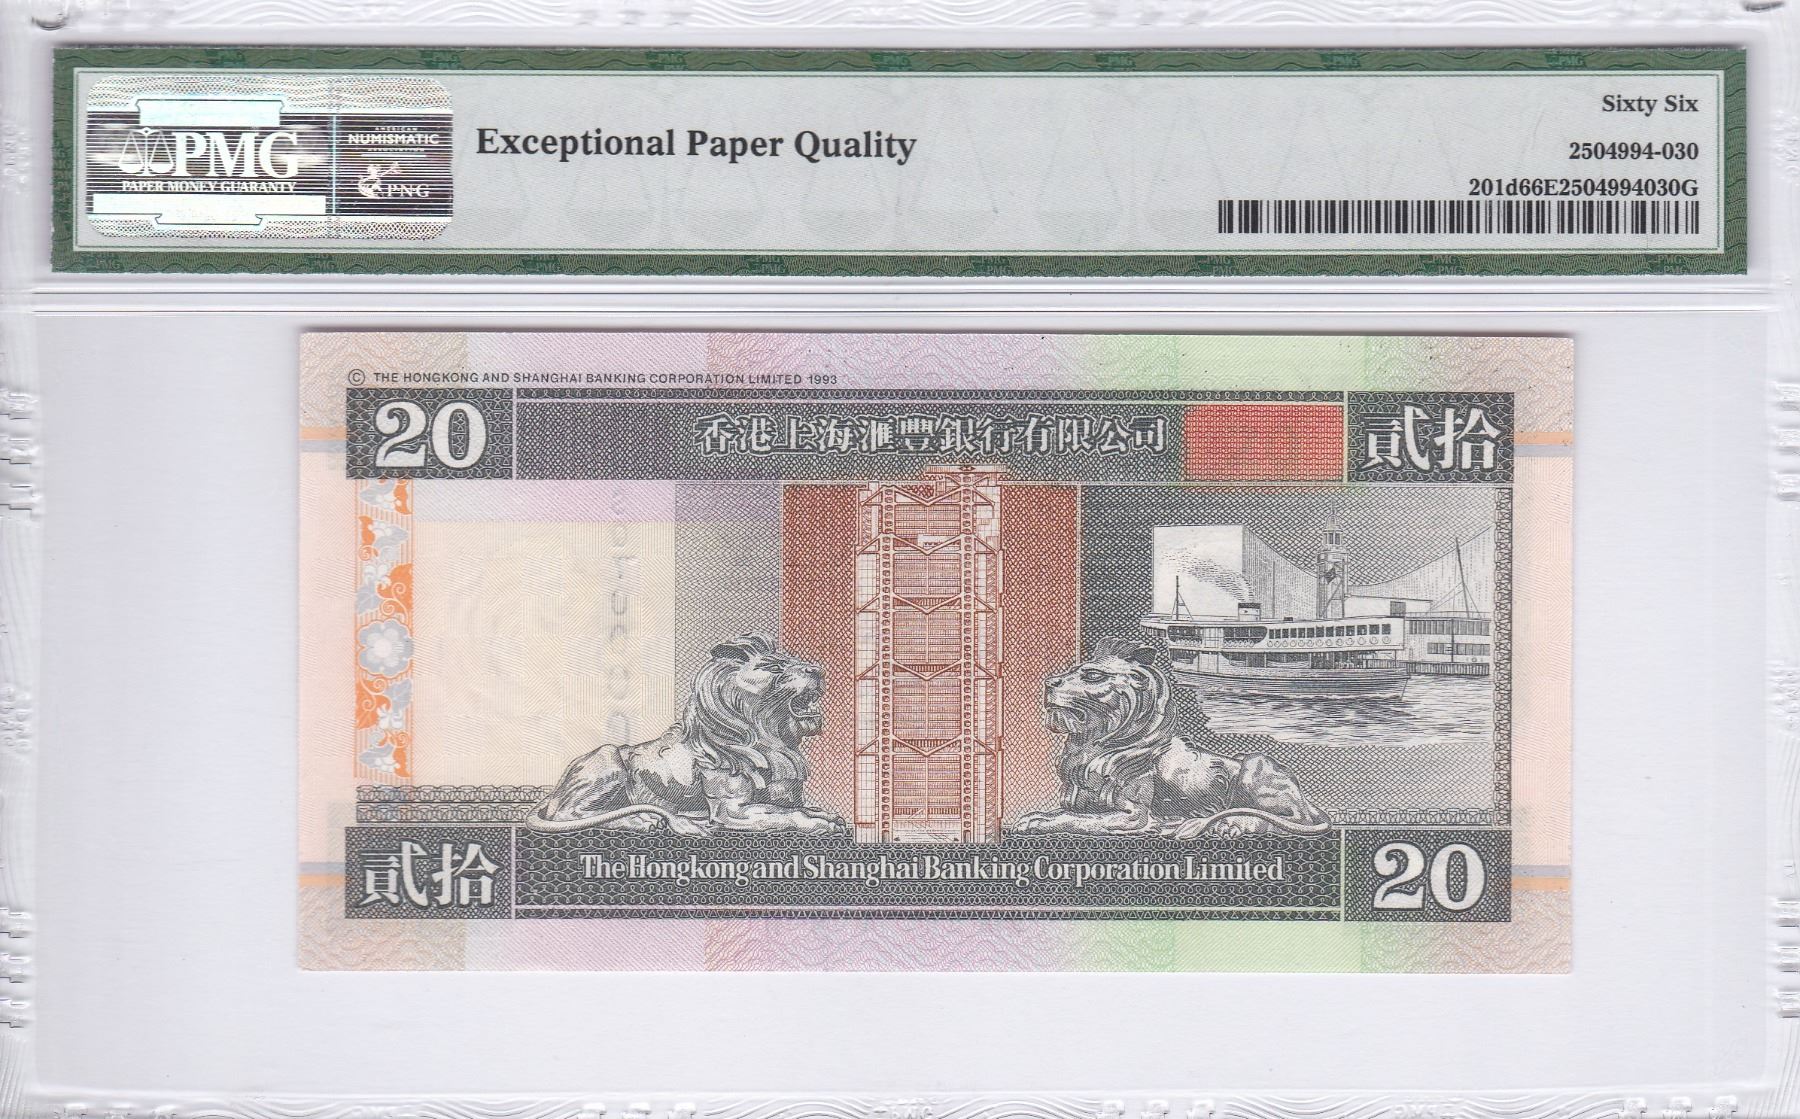 PMG
PAPER MONEY GUARANTY
AMERICAN
NUMISMATIC
ASSOCIATION
PNG
Exceptional Paper Quality
Sixty Six
2504994-030
201d66E2504994030G
© THE HONGKONG AND SHANGHAI BANKING CORPORATION LIMITED 1993
20
香港上海滙豐銀行有限公司
貳拾
貳拾
The Hongkong and Shanghai Banking Corporation Limited
20